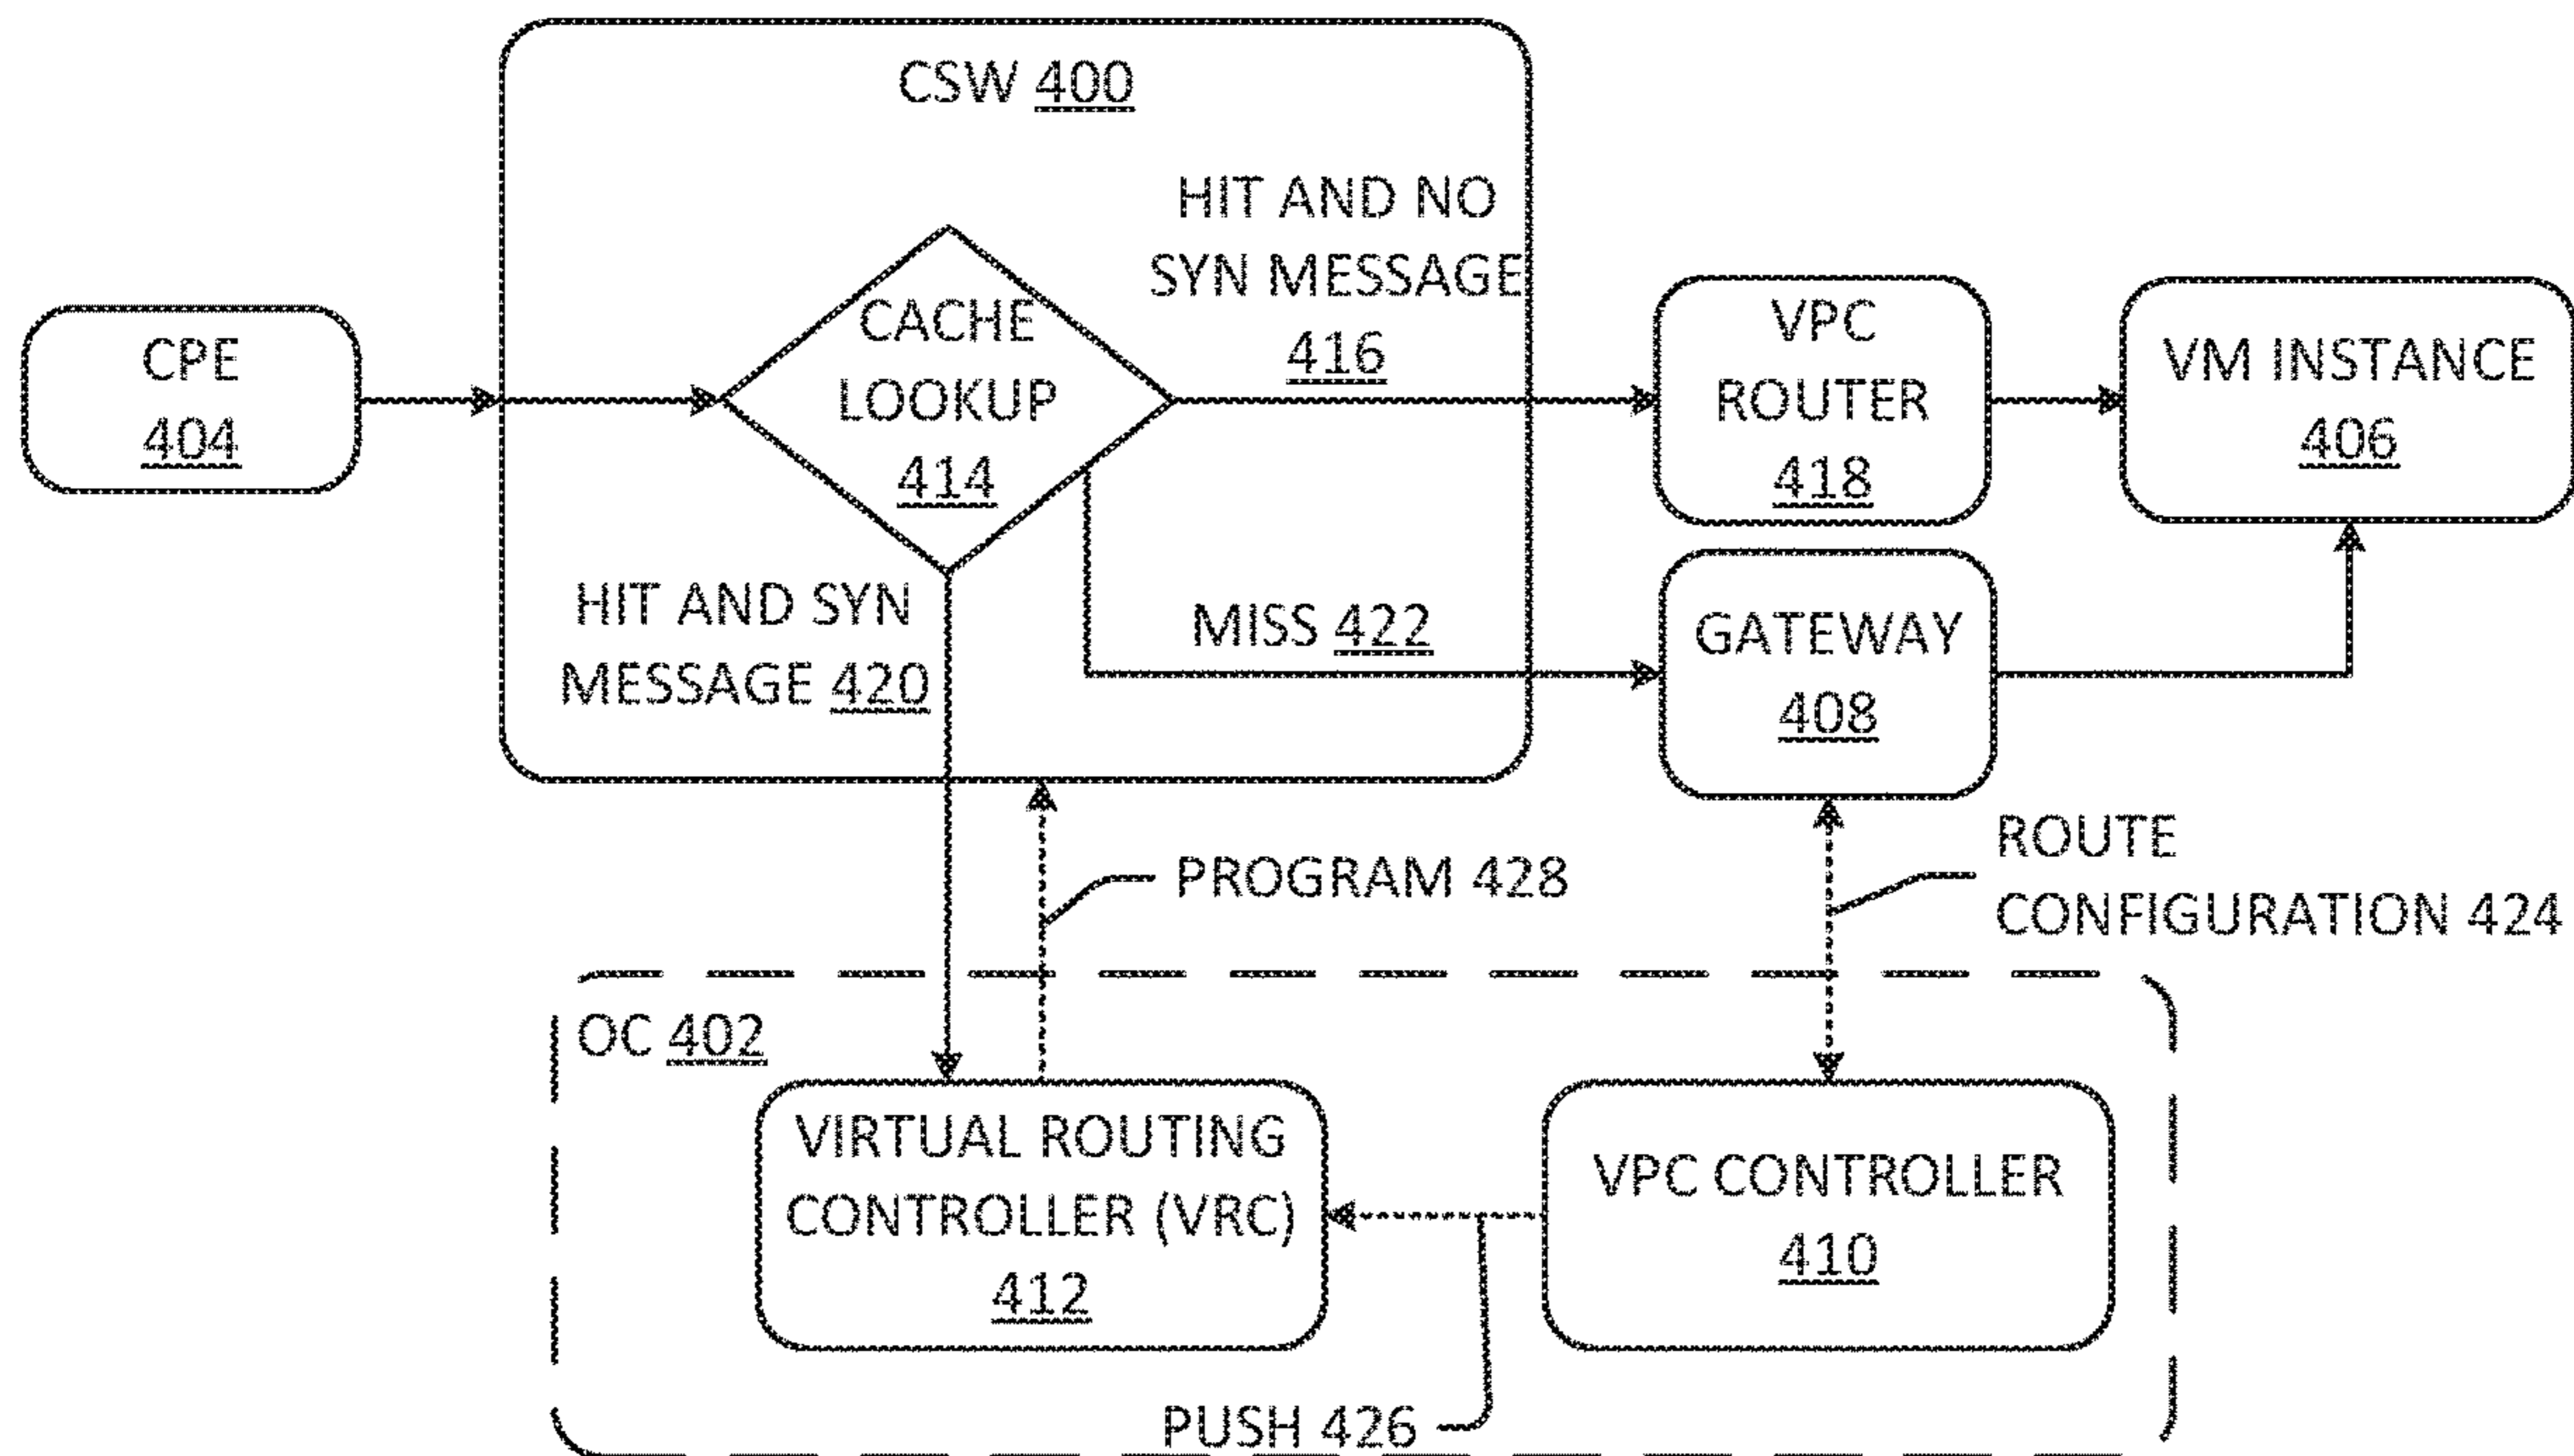 CSW 400
HIT AND NO
SYN MESSAGE
416
CPE
404
CACHE
LOOKUP
414
VPC
ROUTER
418
VM INSTANCE
406
HIT AND SYN
MESSAGE 420
MISS 422
GATEWAY
408
PROGRAM 428
ROUTE
CONFIGURATION 424
OC 402
VIRTUAL ROUTING
CONTROLLER (VRC)
412
VPC CONTROLLER
410
PUSH 426